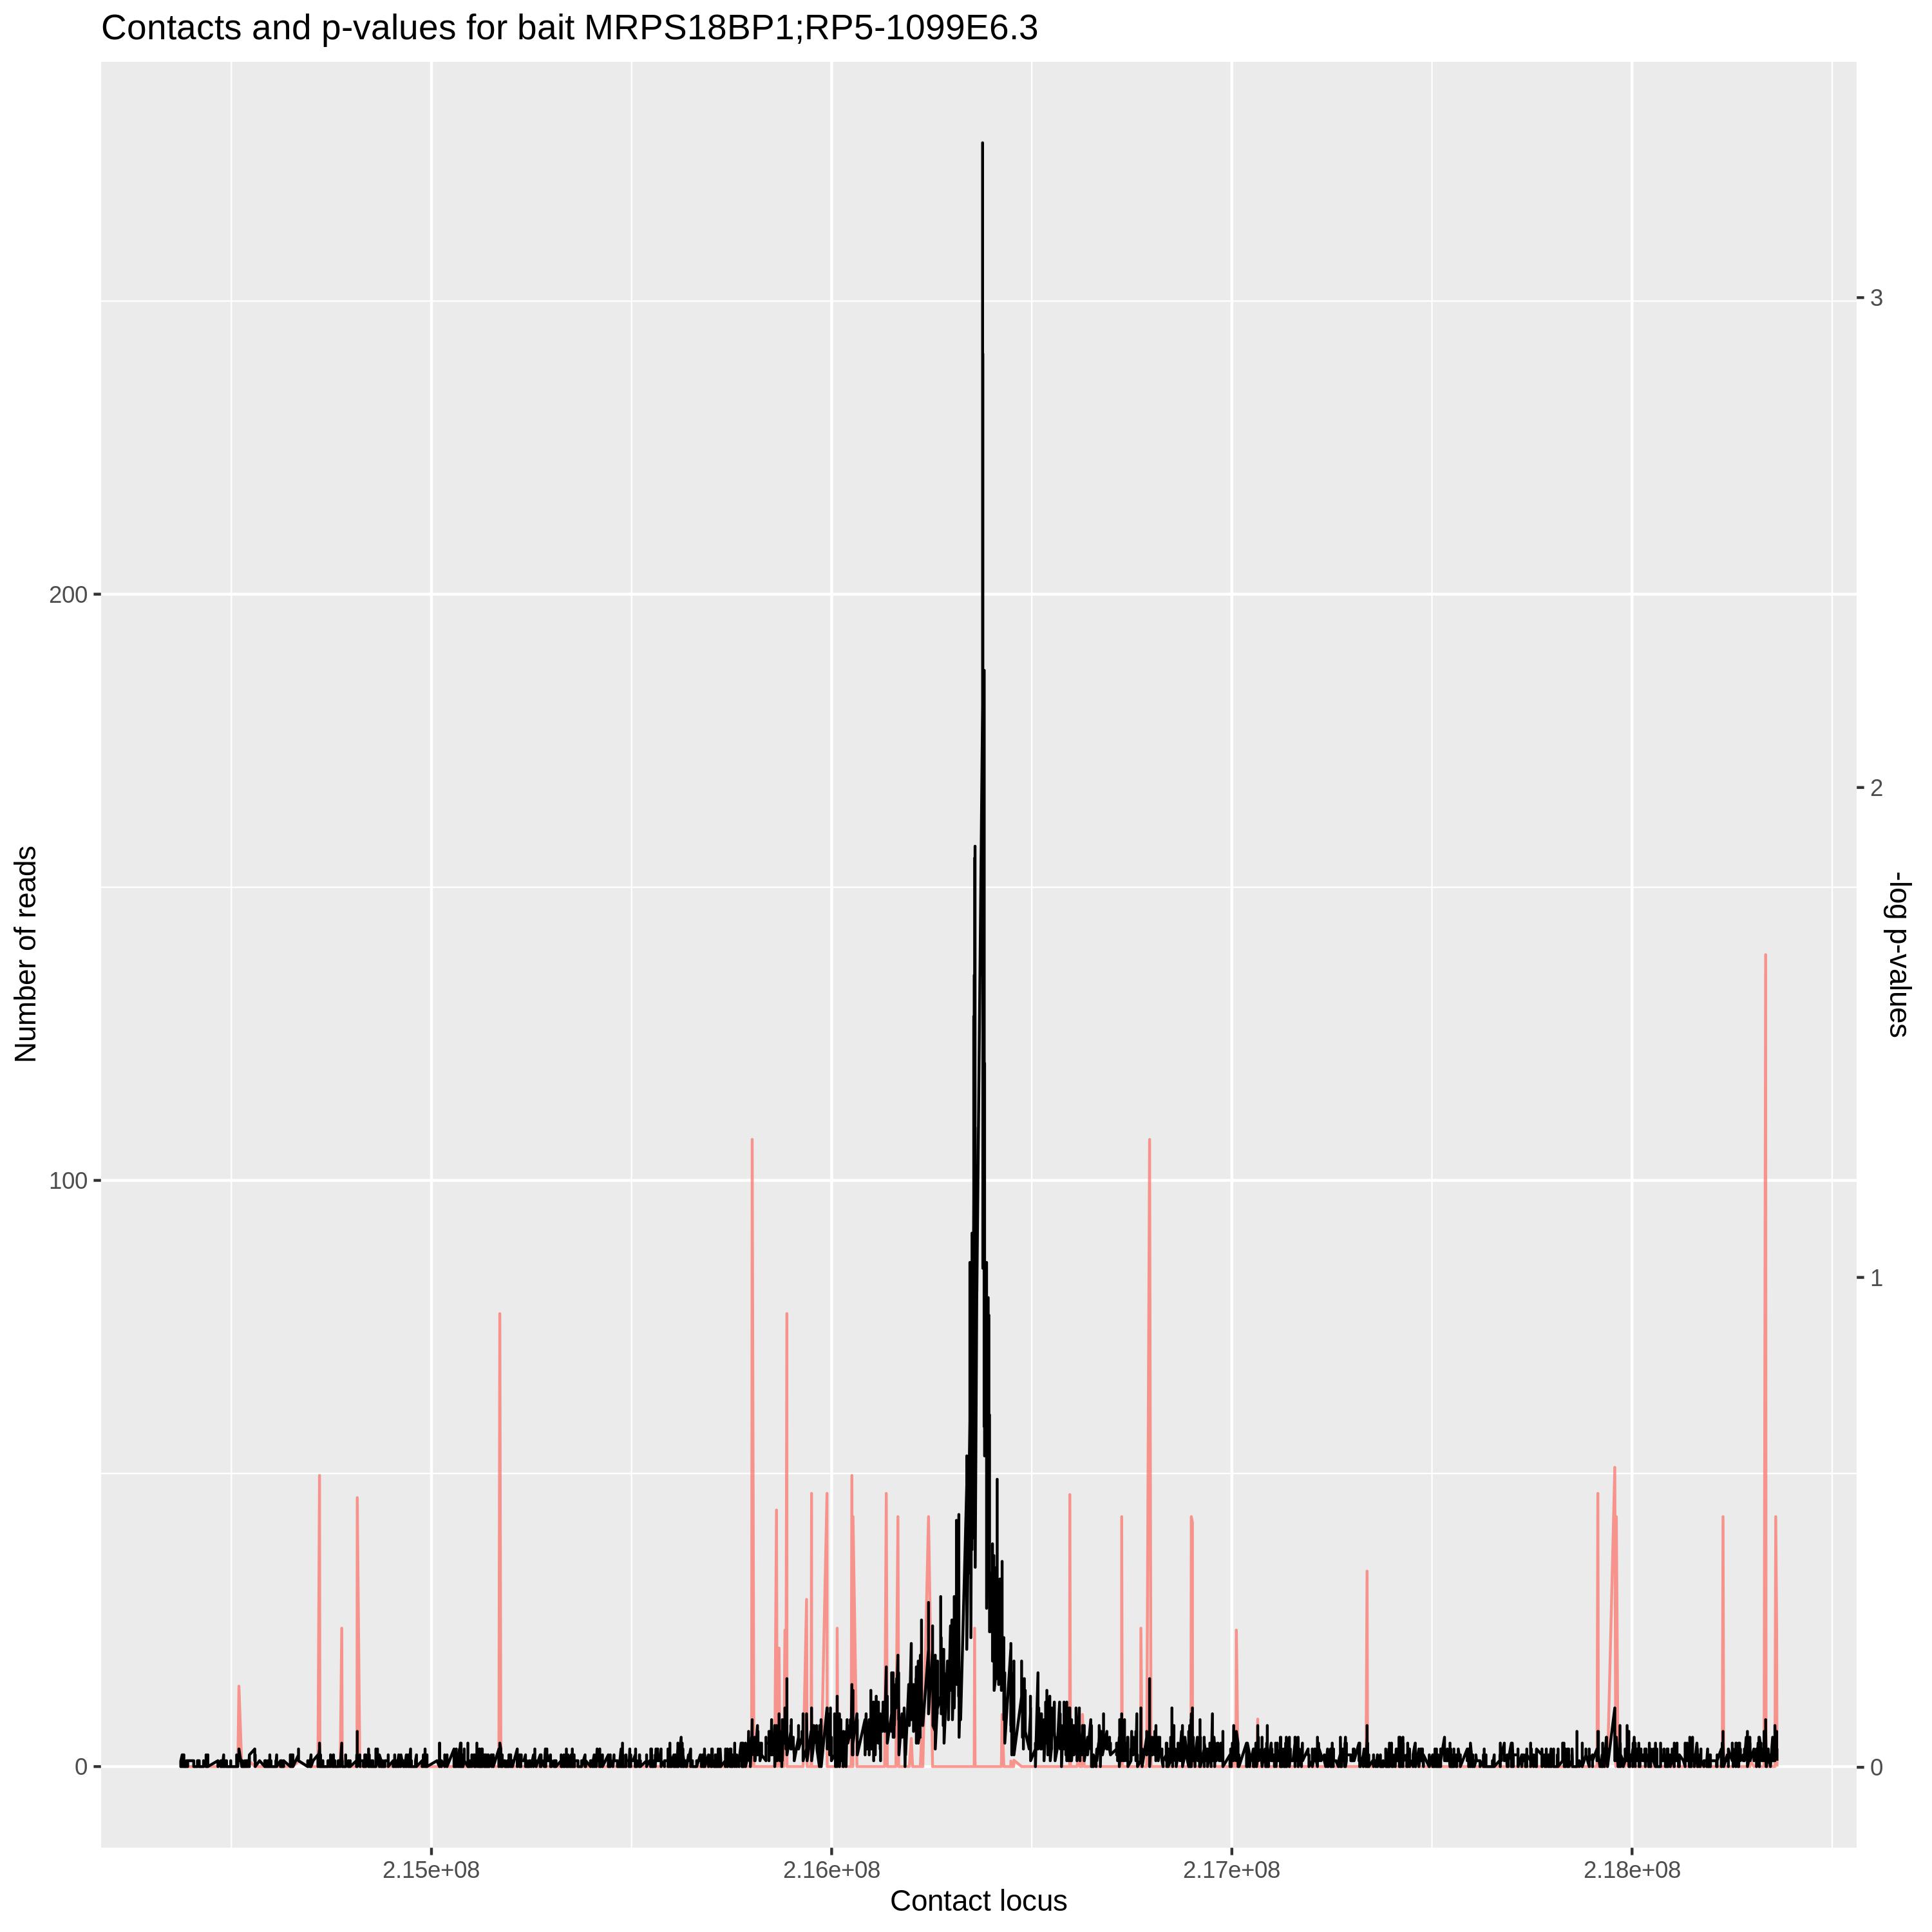 Contacts and p-values for bait MRPS18BP1;RP5-1099E6.3
Number of reads
200
100
0
3
2
1
0
-log p-values
2.15e+08
2.16e+08
2.17e+08
2.18e+08
Contact locus